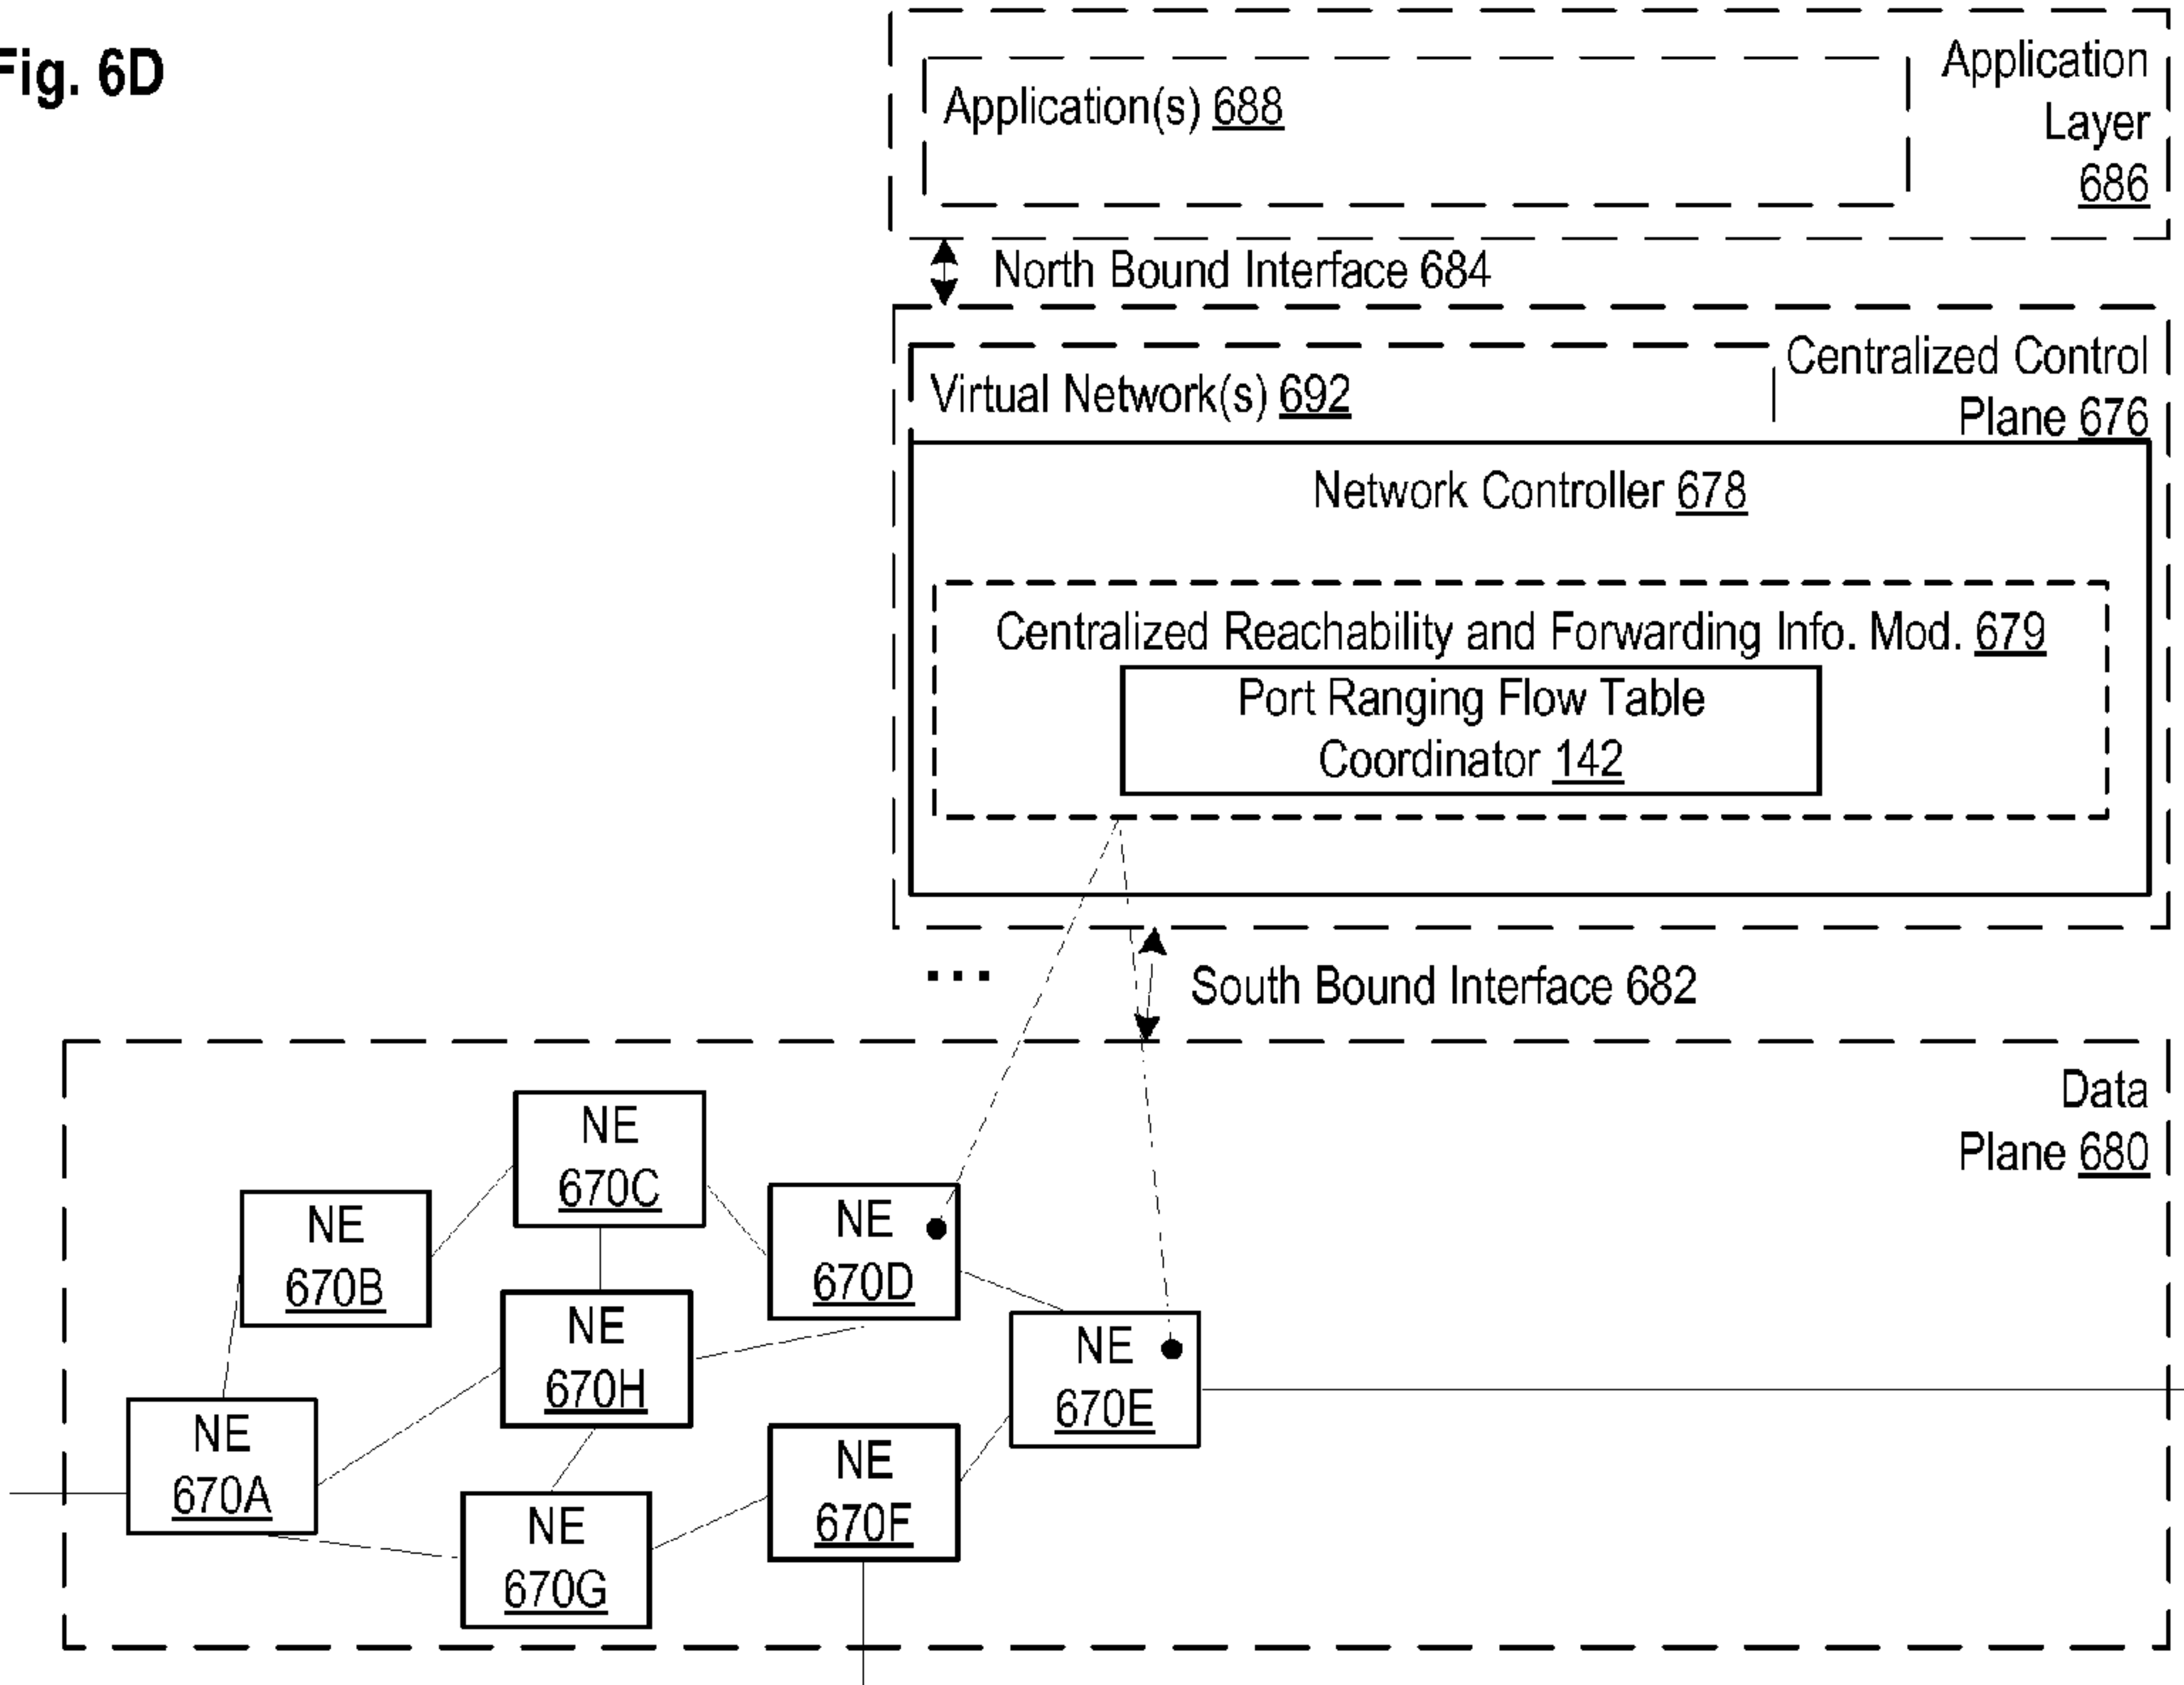 Fig. 6D
Application(s) 688
Application
Layer
686
North Bound Interface 684
Virtual Network(s) 692
Centralized Control
Plane 676
Network Controller 678
Centralized Reachability and Forwarding Info. Mod. 679
Port Ranging Flow Table
Coordinator 142
...
South Bound Interface 682
Data
Plane 680
NE
670C
NE
670B
NE
670D
NE
670H
NE
670E
NE
670A
NE
670F
NE
670G